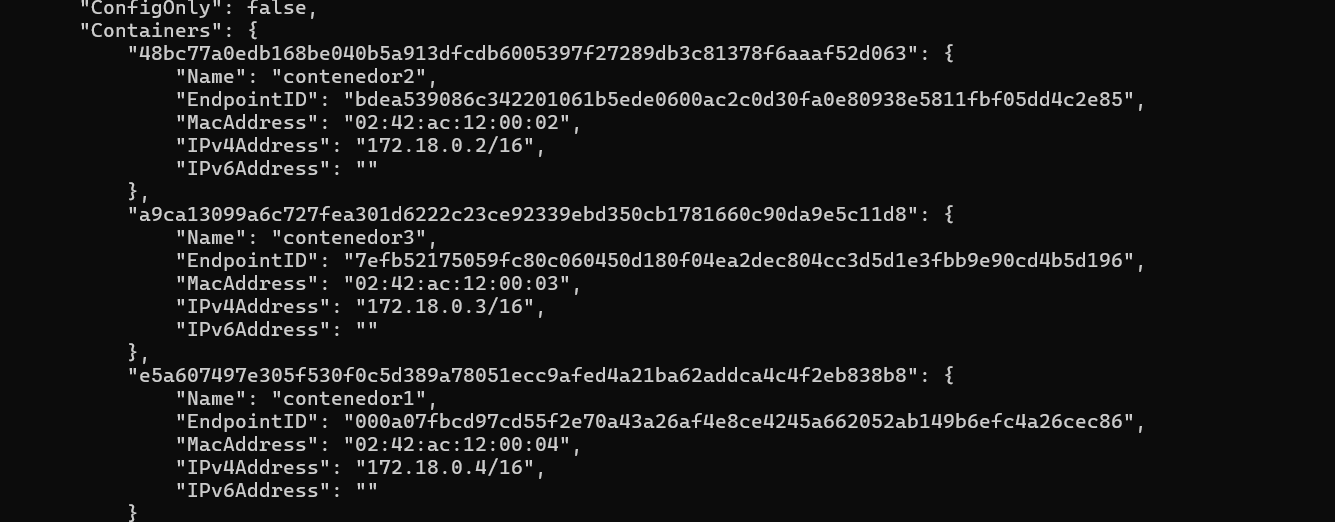 "ConfigOnly": false,
"Containers": {
"48bc77a0edb168be040b5a913dfcdb6005397f27289db3c81378f6aaaf52d063": {
"Name": "contenedor2",
"EndpointID": "bdea539086c342201061b5ede0600ac2c0d30fa0e80938e5811fbf05dd4c2e85",
"MacAddress": "02:42:ac:12:00:02",
"IPv4Address": "172.18.0.2/16",
"IPv6Address": ""
},
"a9ca13099a6c727fea301d6222c23ce92339ebd350cb1781660c90da9e5c11d8": {
"Name": "contenedor3",
"EndpointID": "7efb52175059fc80c060450d180f04ea2dec804cc3d5d1e3fbb9e90cd4b5d196",
"MacAddress": "02:42:ac:12:00:03",
"IPv4Address": "172.18.0.3/16",
"IPv6Address": ""
},
"e5a607497e305f530f0c5d389a78051ecc9afed4a21ba62addca4c4f2eb838b8": {
"Name": "contenedor1",
"EndpointID": "000a07fbcd97cd55f2e70a43a26af4e8ce4245a662052ab149b6efc4a26cec86",
"MacAddress": "02:42:ac:12:00:04",
"IPv4Address": "172.18.0.4/16",
"IPv6Address": ""
}